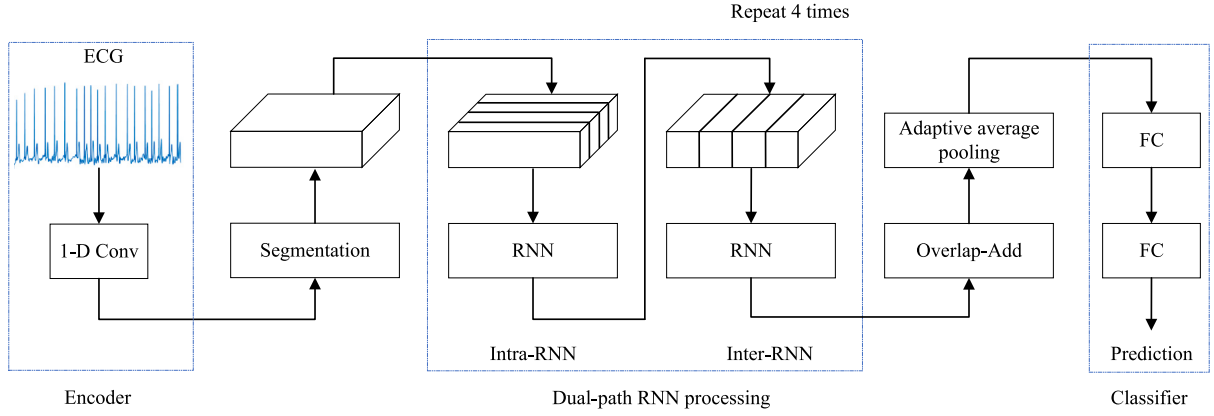 Repeat 4 times
ECG
1-D Conv
Segmentation
RNN
Intra-RNN
RNN
Inter-RNN
Adaptive average
pooling
Overlap-Add
FC
FC
Prediction
Encoder
Dual-path RNN processing
Classifier